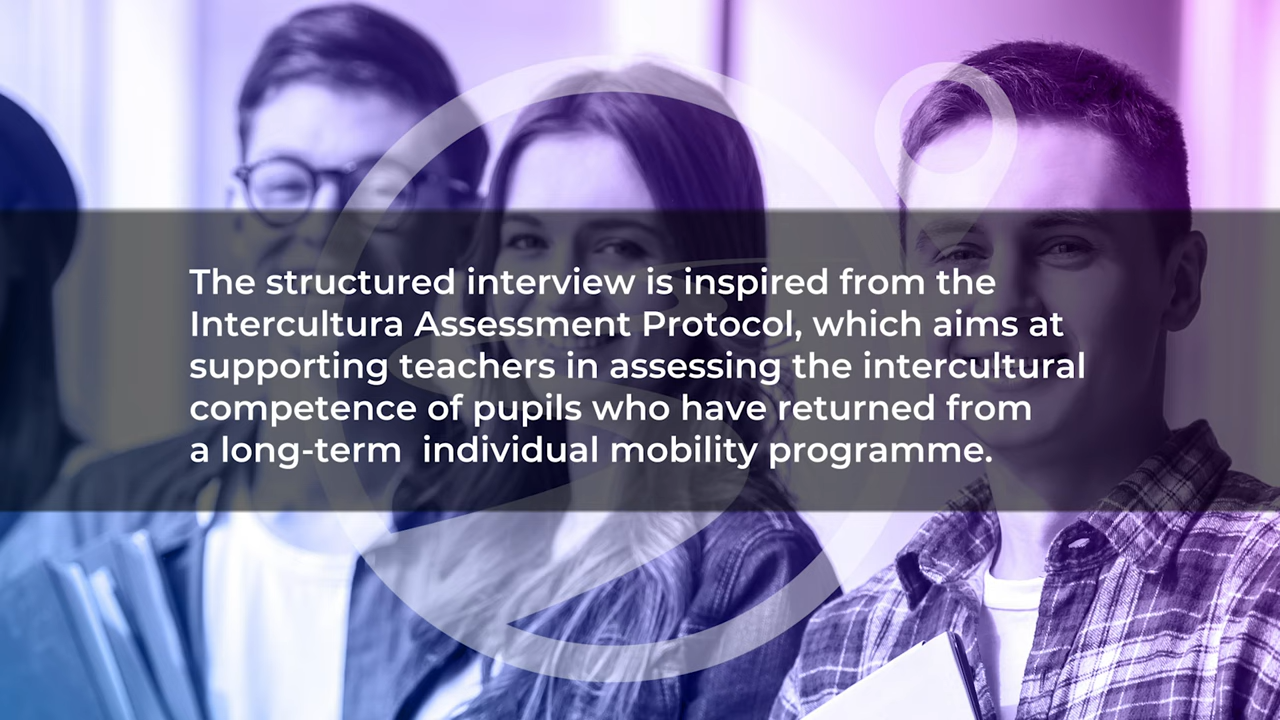 The structured interview is inspired from the
Intercultura Assessment Protocol, which aims at
supporting teachers in assessing the intercultural
competence of pupils who have returned from
a long-term  individual mobility programme.